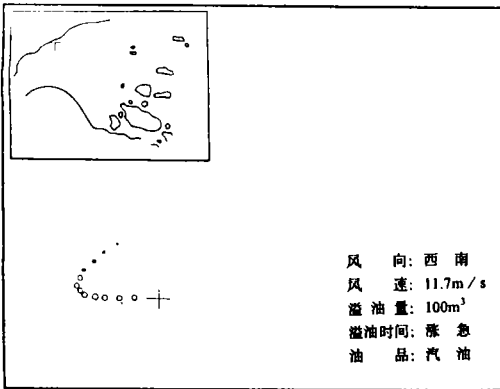 风 向: 西 南
风 速: 11.7m/s
溢 油 量: 100m³
溢油时间: 涨 急
油 品: 汽 油